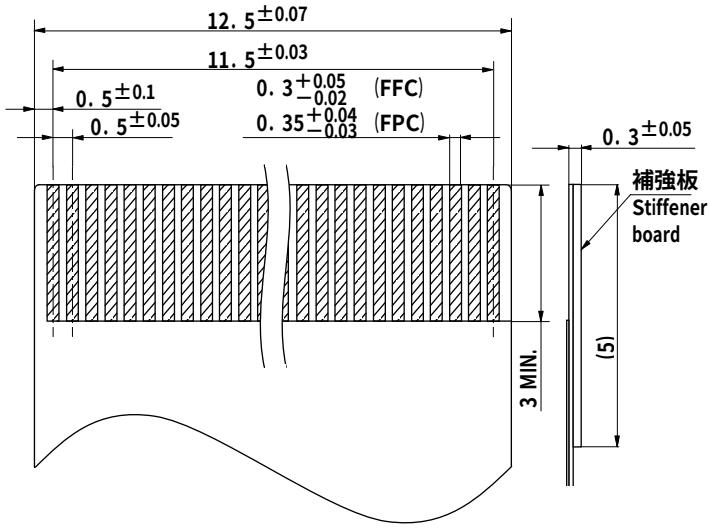 12.5±0.07
11.5±0.03
0.5±0.1
0.3+0.05 −0.02 (FFC)
0.5±0.05
0.35+0.04 −0.03 (FPC)
0.3±0.05
補強板
Stiffener
board
3 MIN.
(5)